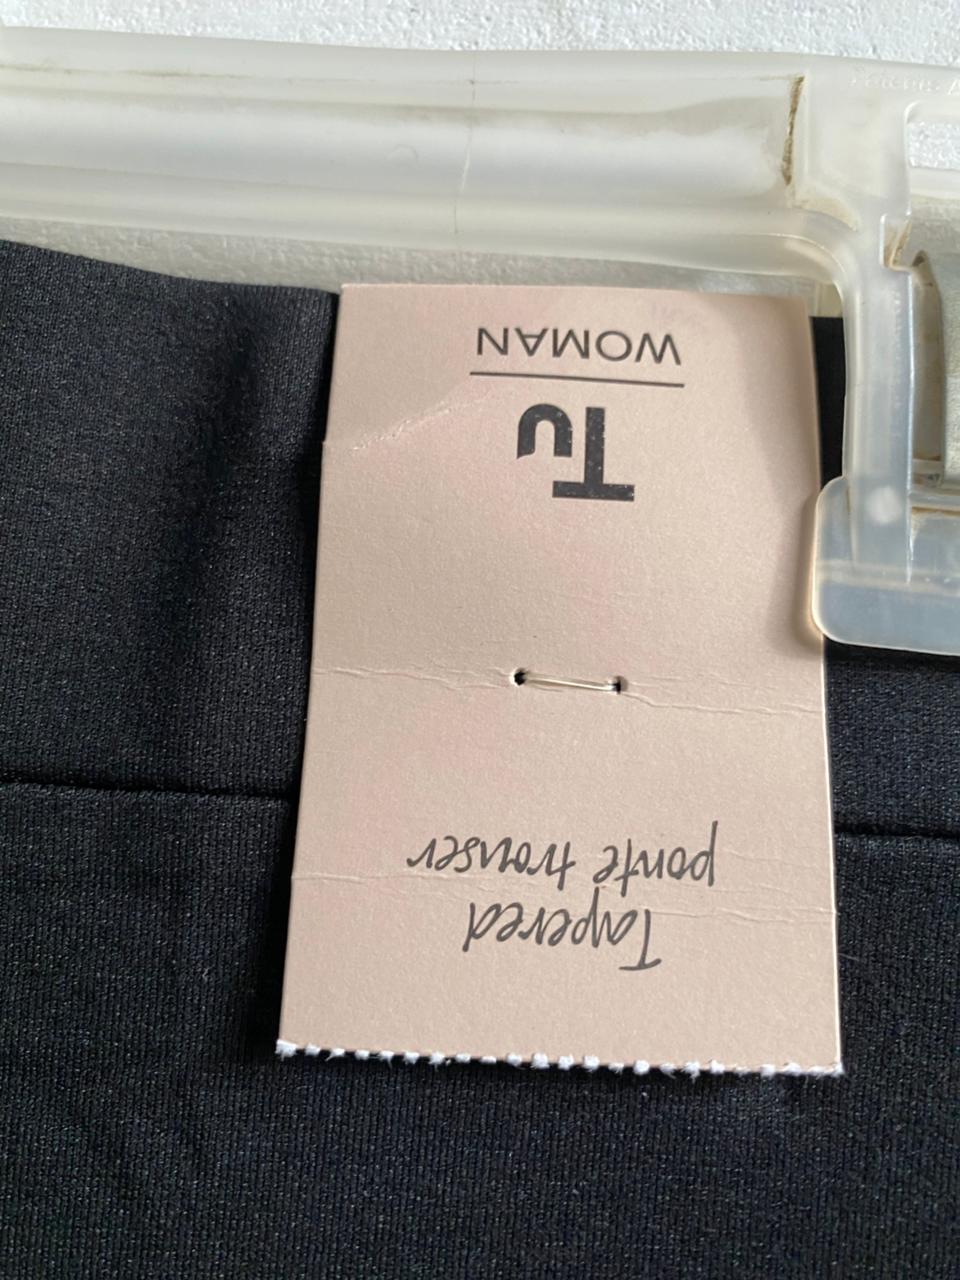 Tapered
ponte trouser
Tu
WOMAN